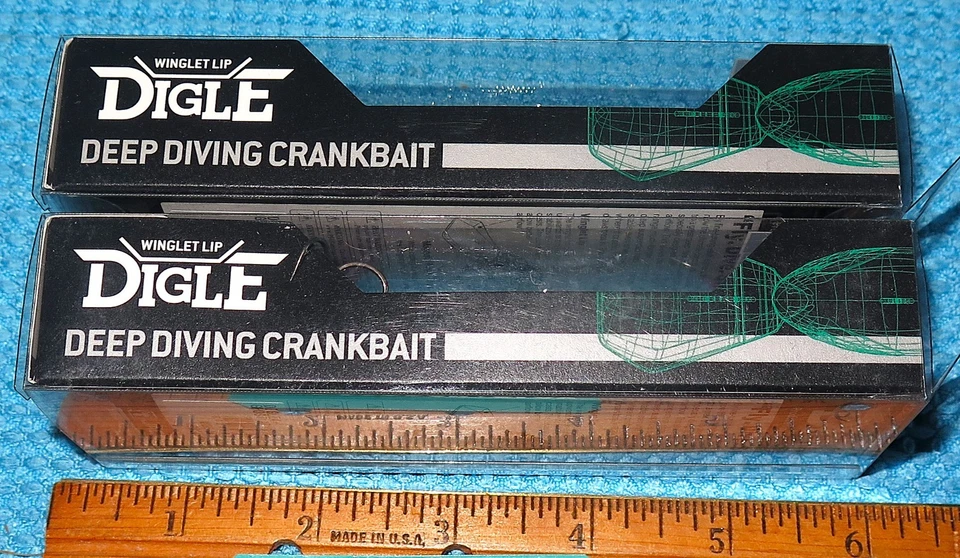 WINGLET LIP
DIGLE
DEEP DIVING CRANKBAIT
WINGLET LIP
DIGLE
DEEP DIVING CRANKBAIT
1 2 3 4 5 6
MADE IN U.S.A.